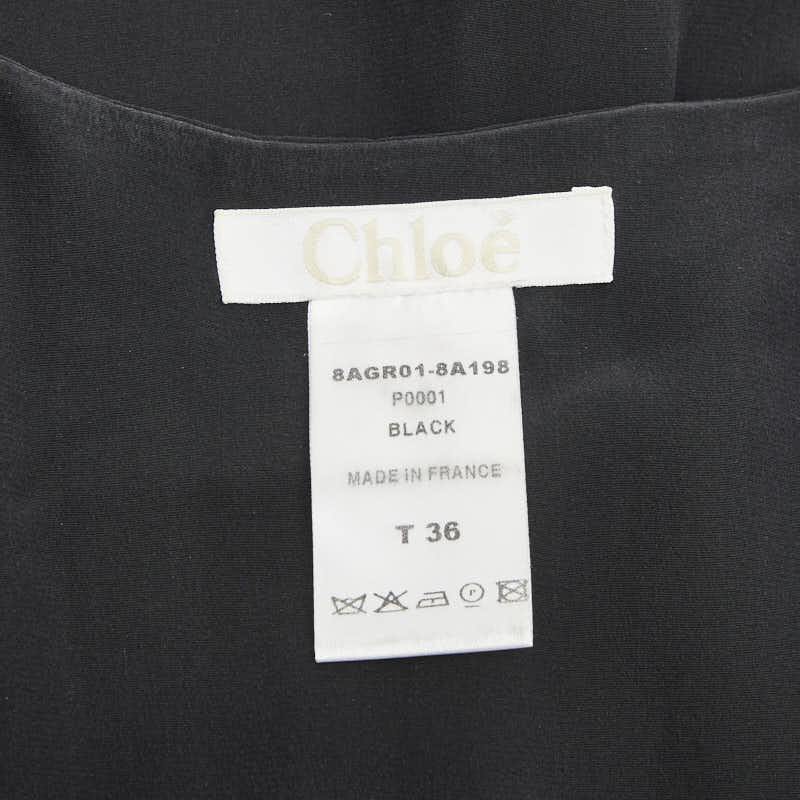 Chloé
8AGR01-8A198
P0001
BLACK
MADE IN FRANCE
T 36
P